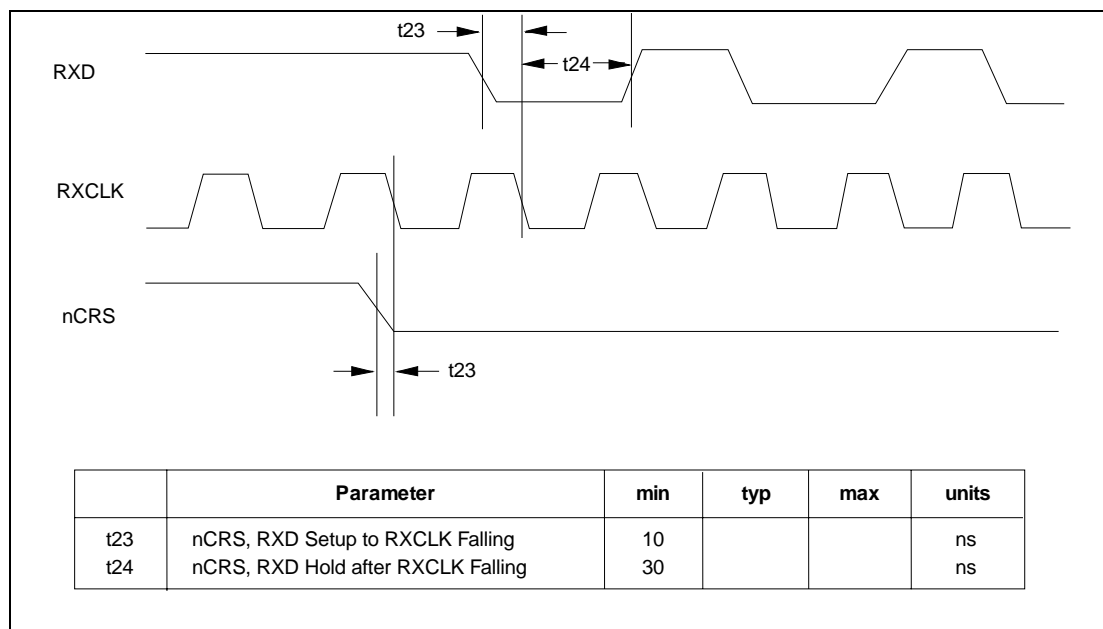 t23
t24
RXD
RXCLK
nCRS
t23
Parameter min typ max units
t23 nCRS, RXD Setup to RXCLK Falling 10 ns
t24 nCRS, RXD Hold after RXCLK Falling 30 ns